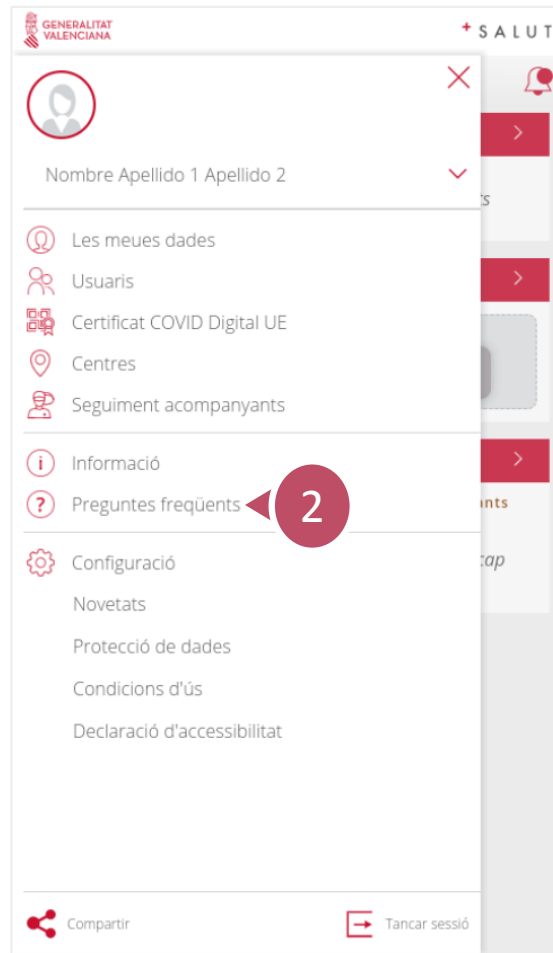 GENERALITAT
VALENCIANA
+ SALUT
Nombre Apellido 1 Apellido 2
Les meues dades
Usuaris
Certificat COVID Digital UE
Centres
Seguiment acompanyants
Informació
Preguntes freqüents
2
Configuració
Novetats
Protecció de dades
Condicions d'ús
Declaració d'accessibilitat
Compartir
Tancar sessió